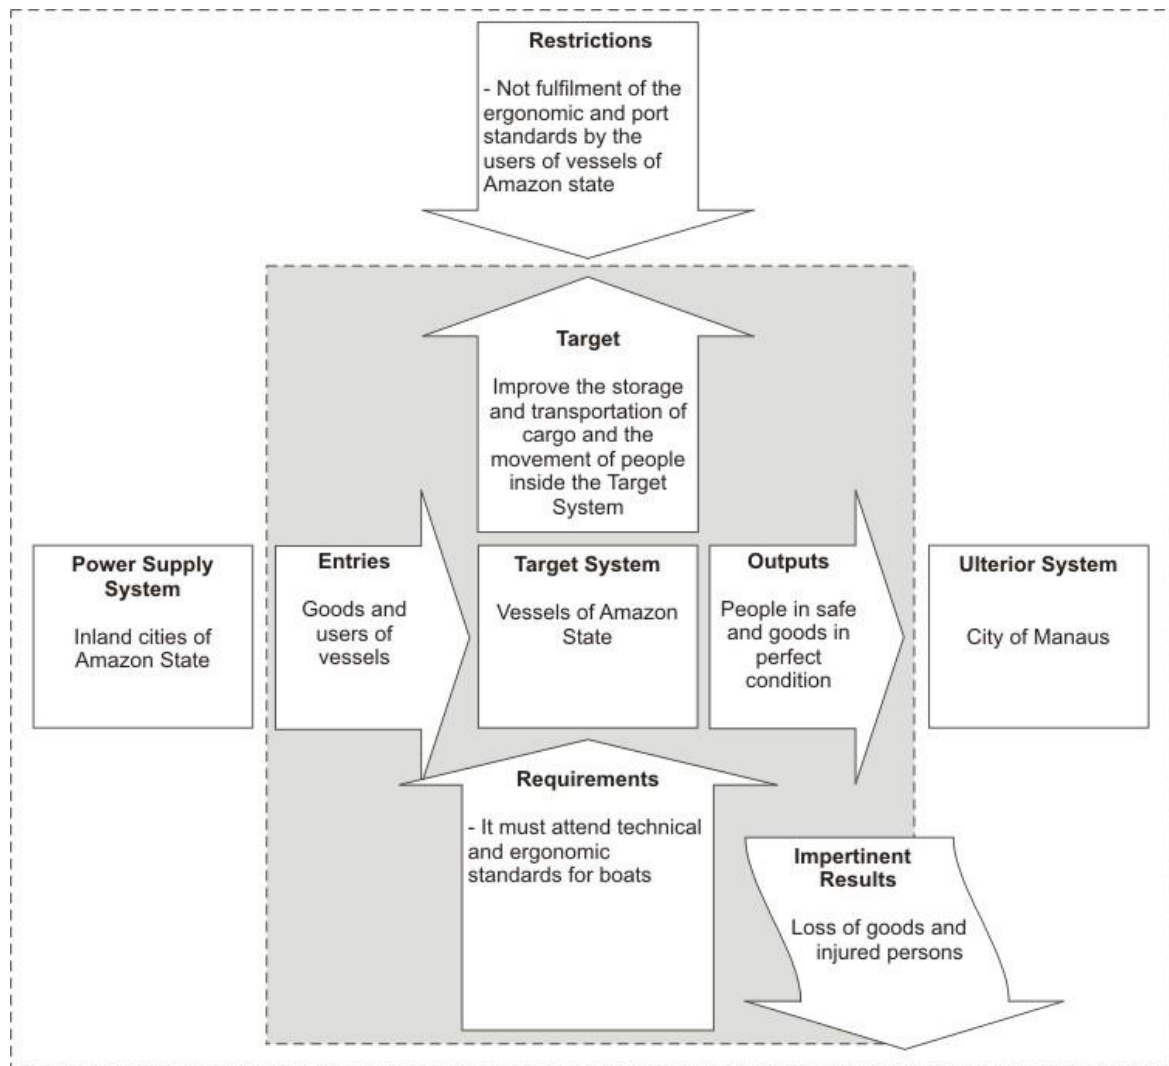 Restrictions
- Not fulfilment of the
ergonomic and port
standards by the
users of vessels of
Amazon state
Target
Improve the storage
and transportation of
cargo and the
movement of people
inside the Target
System
Power Supply
System
Inland cities of
Amazon State
Entries
Goods and
users of
vessels
Target System
Vessels of Amazon
State
Outputs
People in safe
and goods in
perfect
condition
Ulterior System
City of Manaus
Requirements
- It must attend technical
and ergonomic
standards for boats
Impertinent
Results
Loss of goods and
injured persons